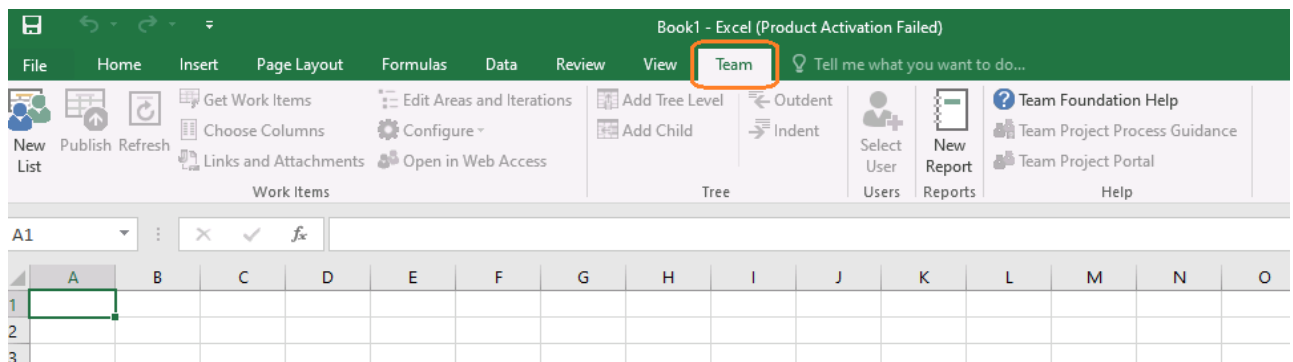 Book1 - Excel (Product Activation Failed)
File Home Insert Page Layout Formulas Data Review View Team Tell me what you want to do...
New List
Publish Refresh
Get Work Items
Choose Columns
Links and Attachments
Edit Areas and Iterations
Configure
Open in Web Access
Work Items
Add Tree Level
Add Child
Outdent
Indent
Tree
Select User
Users
New Report
Reports
Team Foundation Help
Team Project Process Guidance
Team Project Portal
Help
A1 fx
A B C D E F G H I J K L M N O
1
2
3